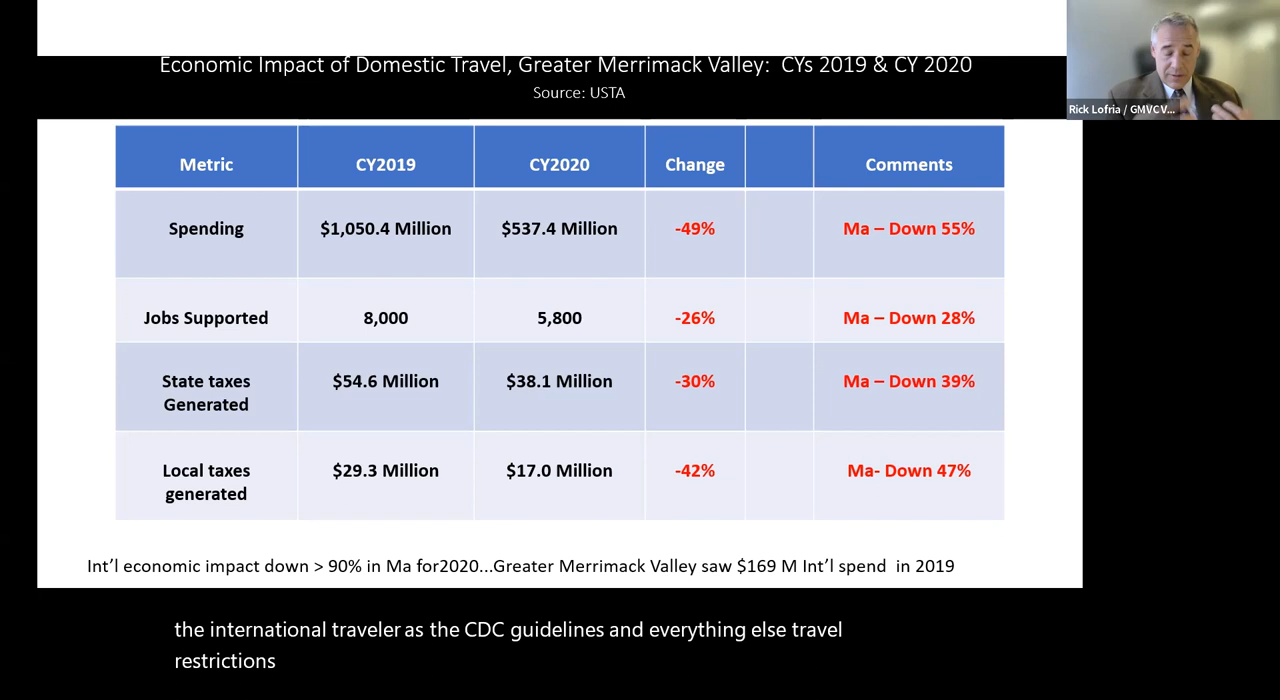 Economic Impact of Domestic Travel, Greater Merrimack Valley: CYs 2019 & CY 2020
Source: USTA
Rick Lofria / GMVCV...
Metric CY2019 CY2020 Change Comments
Spending $1,050.4 Million $537.4 Million -49% Ma – Down 55%
Jobs Supported 8,000 5,800 -26% Ma – Down 28%
State taxes $54.6 Million $38.1 Million -30% Ma – Down 39%
Generated
Local taxes $29.3 Million $17.0 Million -42% Ma- Down 47%
generated
Int'l economic impact down > 90% in Ma for2020...Greater Merrimack Valley saw $169 M Int'l spend in 2019
the international traveler as the CDC guidelines and everything else travel
restrictions